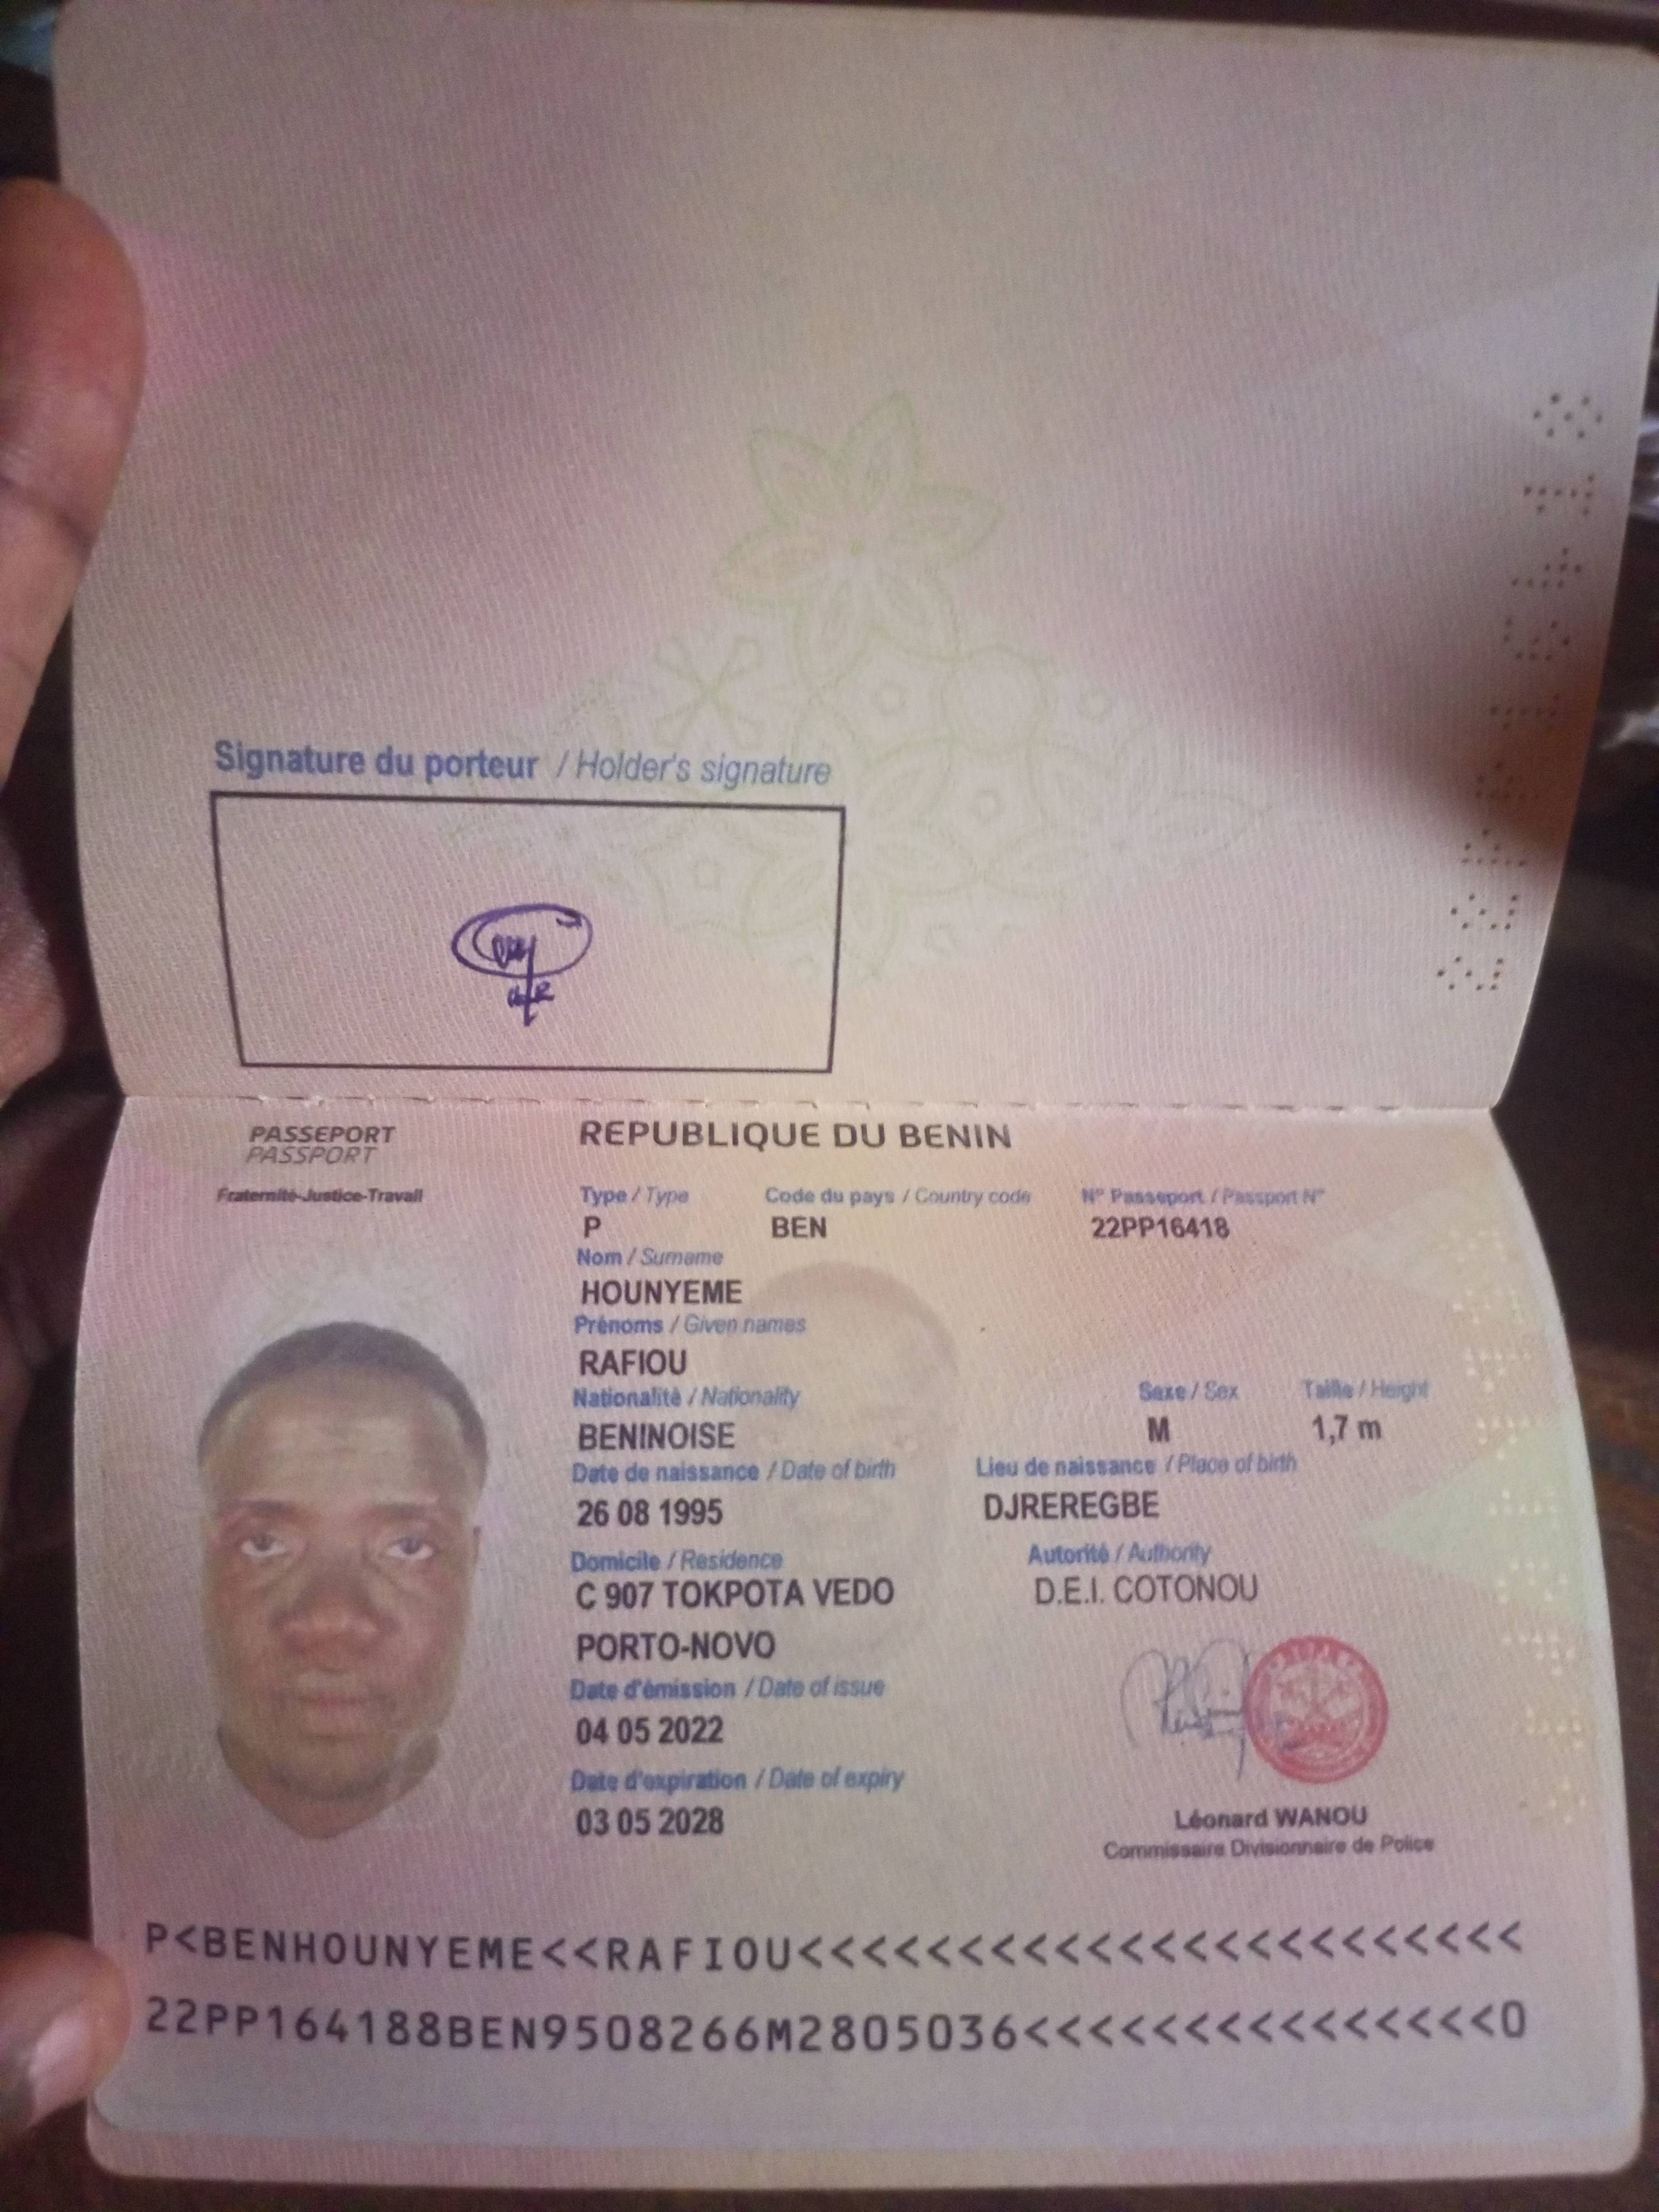 Signature du porteur / Holder's signature
PASSEPORT
PASSPORT
Fraternité-Justice-Travail
REPUBLIQUE DU BENIN
Type / Type Code du pays / Country code N° Passeport / Passport N°
P BEN 22PP16418
Nom / Surname
HOUNYEME
Prénoms / Given names
RAFIOU
Nationalité / Nationality Sexe / Sex Taille / Height
BENINOISE M 1,7 m
Date de naissance / Date of birth Lieu de naissance / Place of birth
26 08 1995 DJREREGBE
Domicile / Residence Autorité / Authority
C 907 TOKPOTA VEDO D.E.I. COTONOU
PORTO-NOVO
Date d'émission / Date of issue
04 05 2022
Date d'expiration / Date of expiry
03 05 2028
Léonard WANOU
Commissaire Divisionnaire de Police
P<BENHOUNYEME<<RAFIOU<<<<<<<<<<<<<<<<<<<<<<<
22PP164188BEN9508266M2805036<<<<<<<<<<<<<<<0